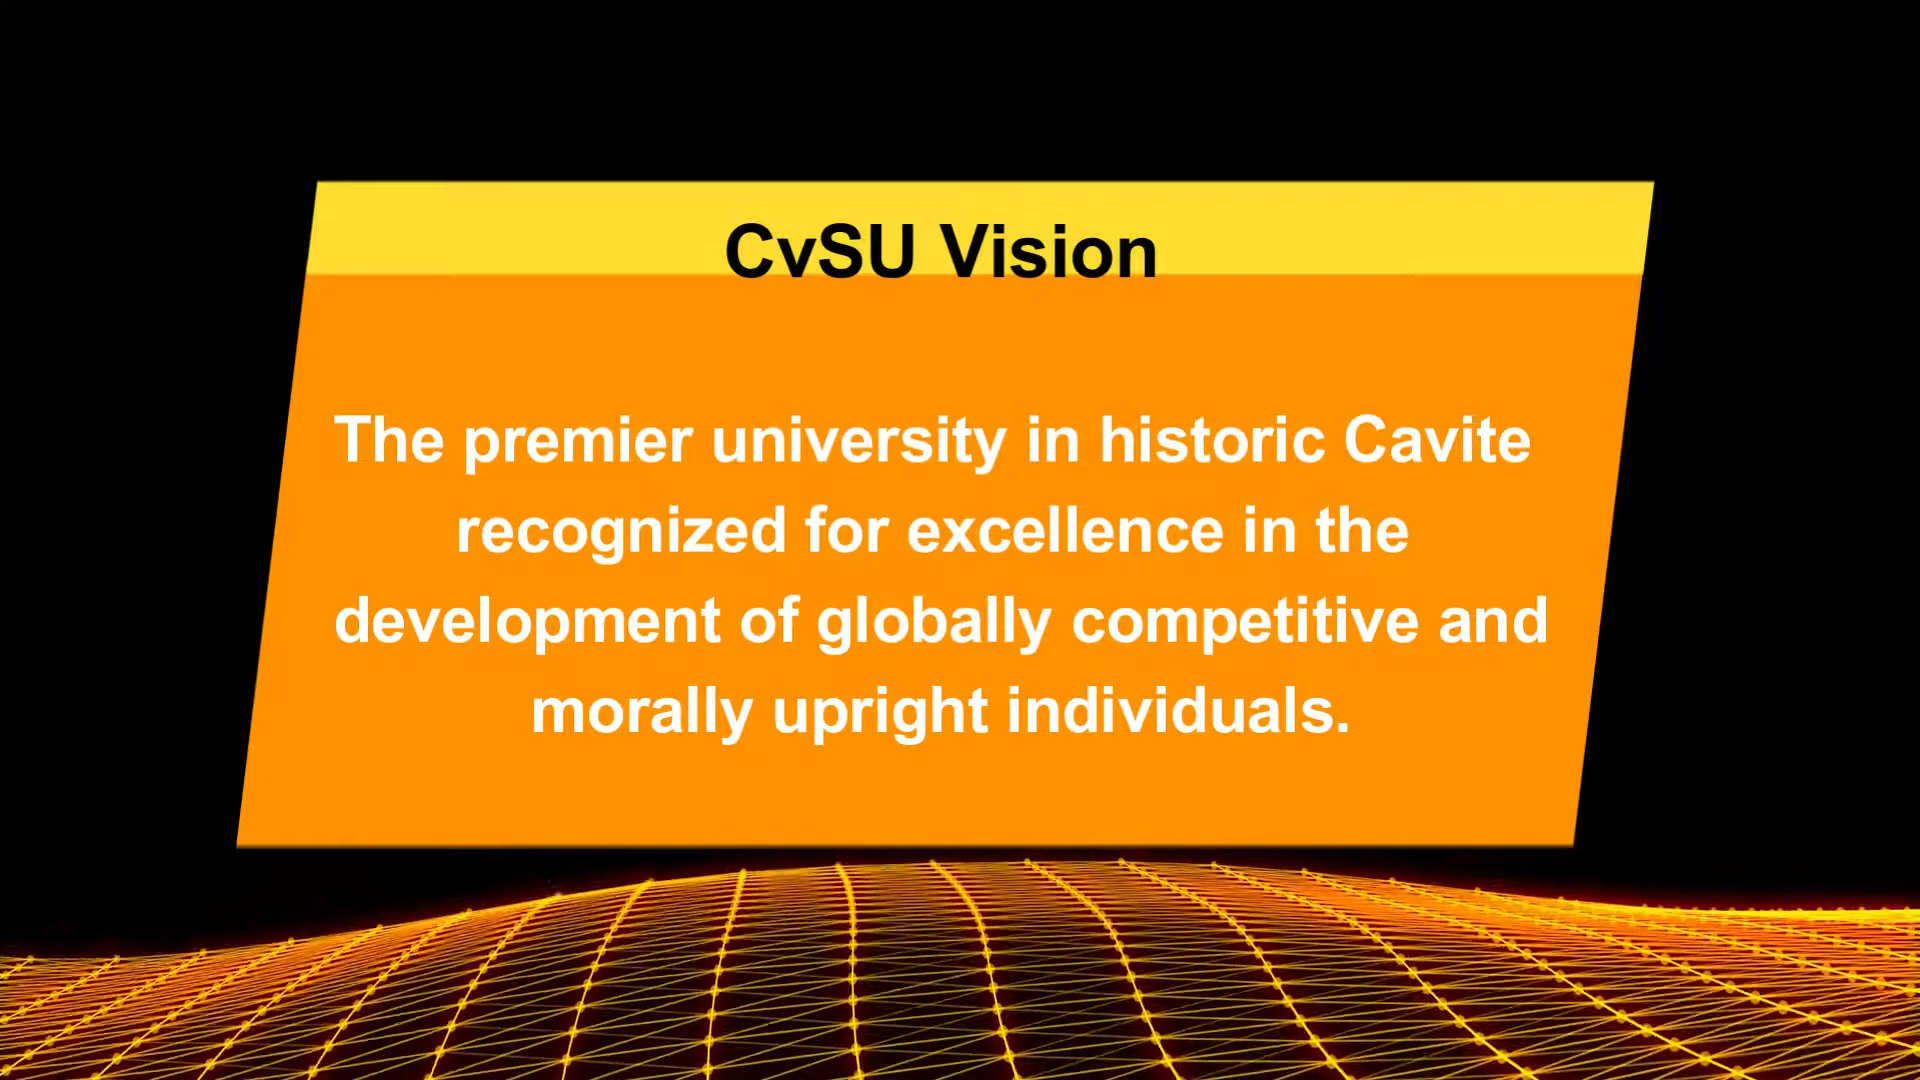 CvSU Vision
The premier university in historic Cavite
recognized for excellence in the
development of globally competitive and
morally upright individuals.